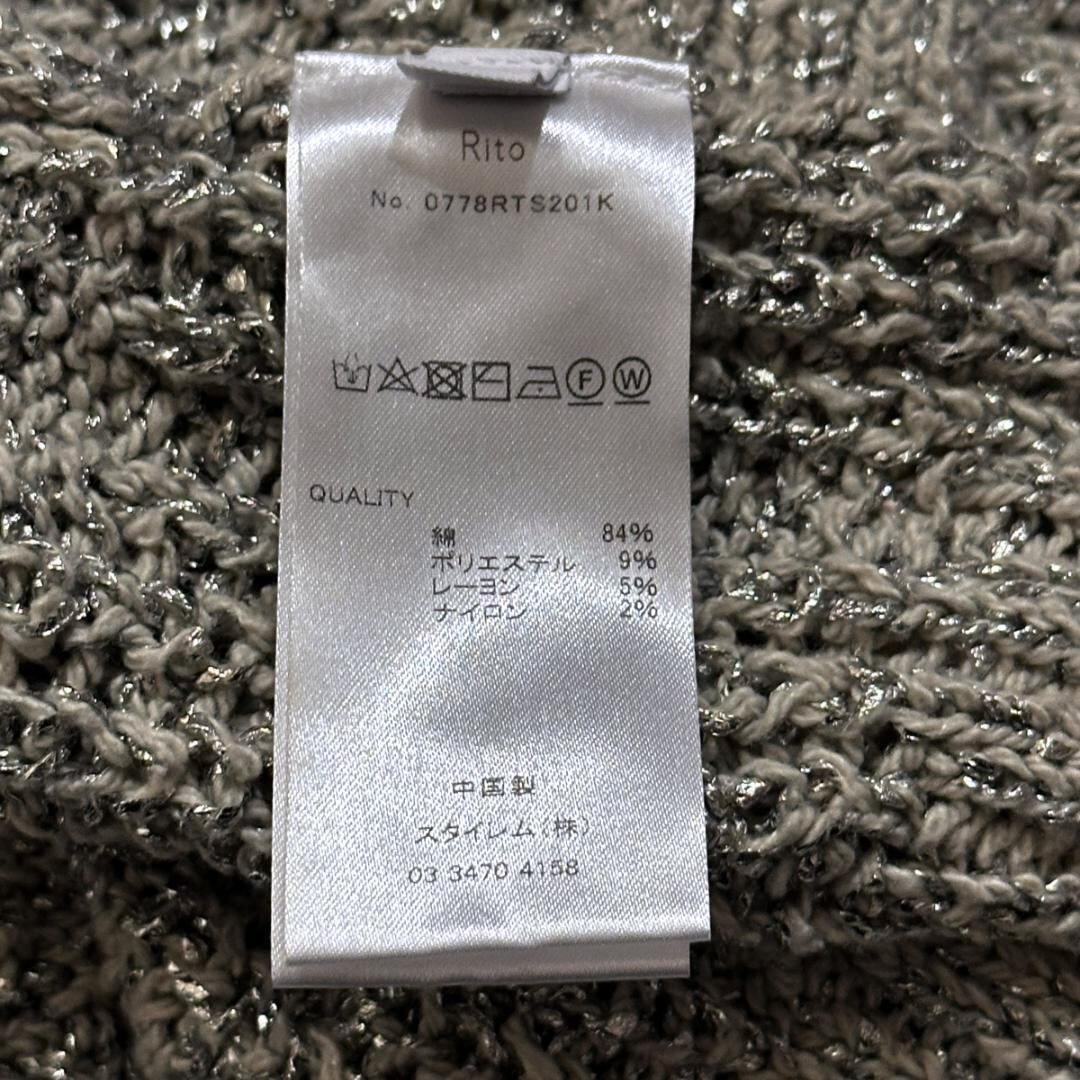 Rito
No. 0778RTS201K
F W
QUALITY
綿 84%
ポリエステル 9%
レーヨン 5%
ナイロン 2%
中国製
スタイレム(株)
03 3470 4158